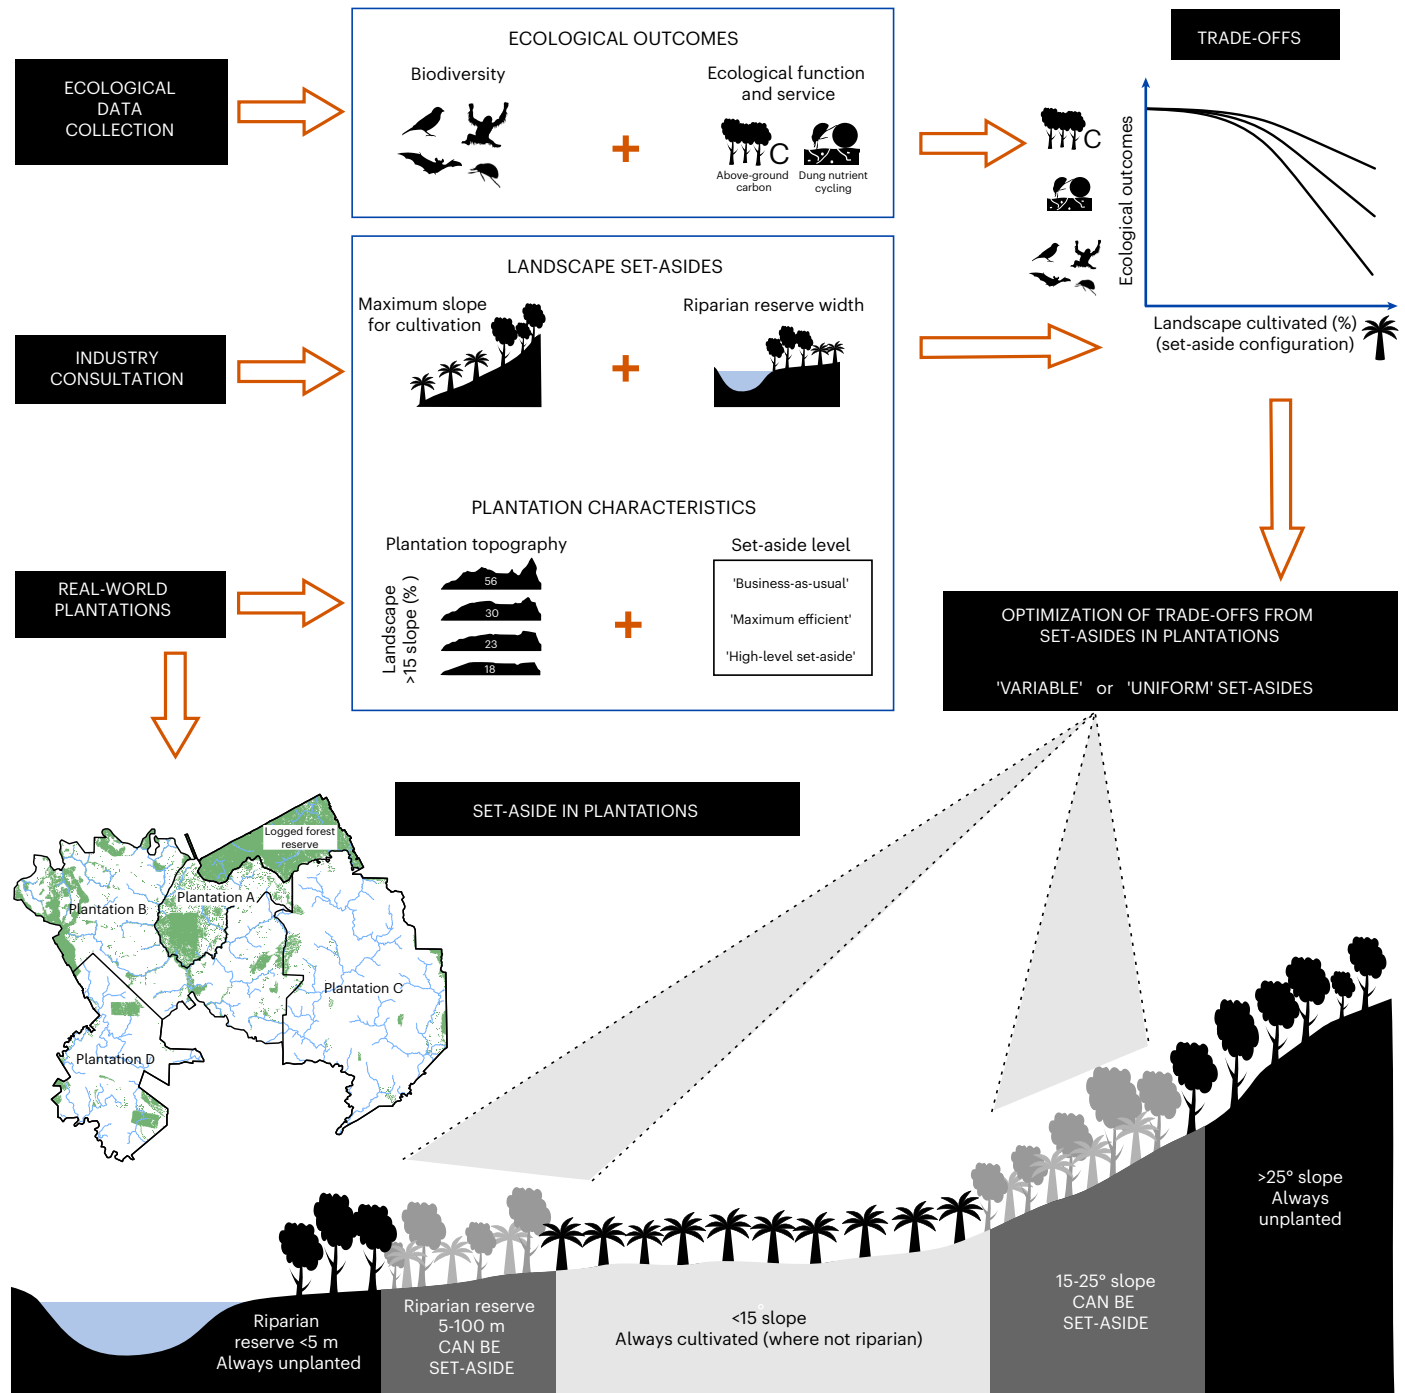 ECOLOGICAL
DATA
COLLECTION
ECOLOGICAL OUTCOMES
Biodiversity
Ecological function
and service
C
Above-ground
carbon
Dung nutrient
cycling
TRADE-OFFS
C
Ecological outcomes
Landscape cultivated (%)
(set-aside configuration)
INDUSTRY
CONSULTATION
LANDSCAPE SET-ASIDES
Maximum slope
for cultivation
Riparian reserve width
REAL-WORLD
PLANTATIONS
PLANTATION CHARACTERISTICS
Plantation topography
Landscape
>15 slope (% )
56
30
23
18
Set-aside level
'Business-as-usual'
'Maximum efficient'
'High-level set-aside'
OPTIMIZATION OF TRADE-OFFS FROM
SET-ASIDES IN PLANTATIONS
'VARIABLE' or 'UNIFORM' SET-ASIDES
SET-ASIDE IN PLANTATIONS
Logged forest
reserve
Plantation A
Plantation B
Plantation C
Plantation D
Riparian
reserve <5 m
Always unplanted
Riparian reserve
5-100 m
CAN BE
SET-ASIDE
<15° slope
Always cultivated (where not riparian)
15-25° slope
CAN BE
SET-ASIDE
>25° slope
Always
unplanted